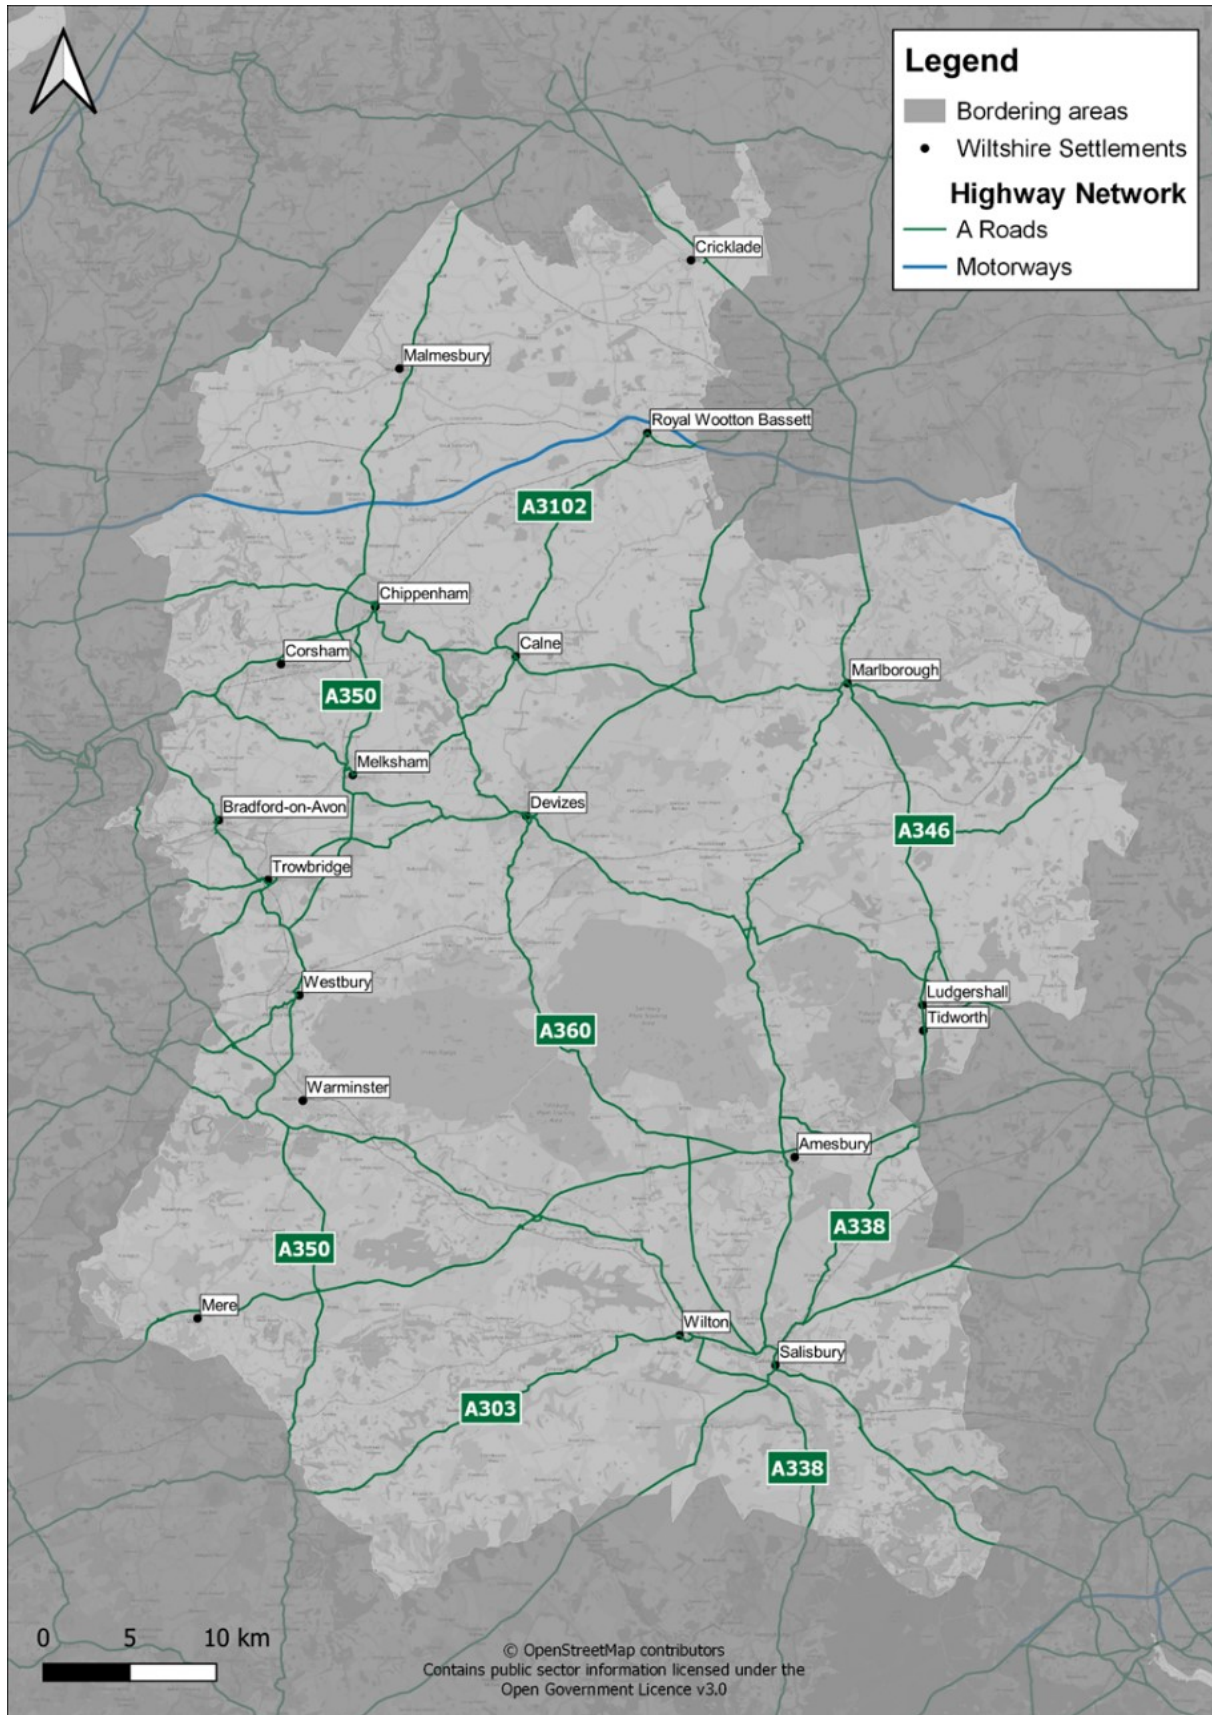 Legend
Bordering areas
Wiltshire Settlements
Highway Network
A Roads
Motorways
Cricklade
Malmesbury
Royal Wootton Bassett
A3102
Chippenham
Calne
Corsham
Marlborough
A350
Melksham
Bradford-on-Avon
Devizes
A346
Trowbridge
Westbury
Ludgershall
Tidworth
A360
Warminster
Amesbury
A338
A350
Mere
Wilton
Salisbury
A303
A338
0 5 10 km
© OpenStreetMap contributors
Contains public sector information licensed under the
Open Government Licence v3.0